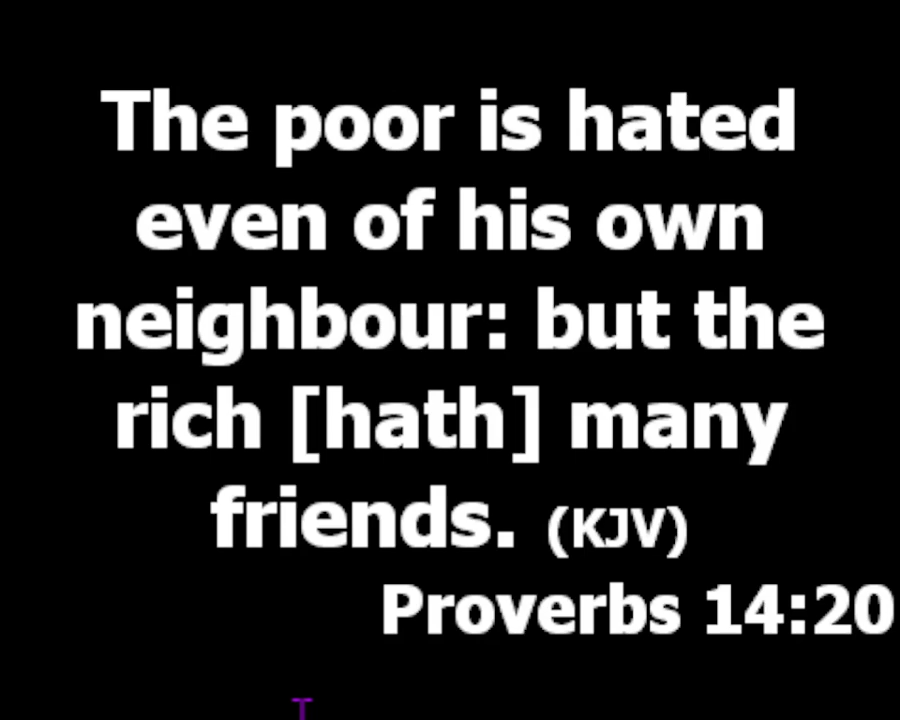 The poor is hated
even of his own
neighbour: but the
rich [hath] many
friends. (KJV)
Proverbs 14:20